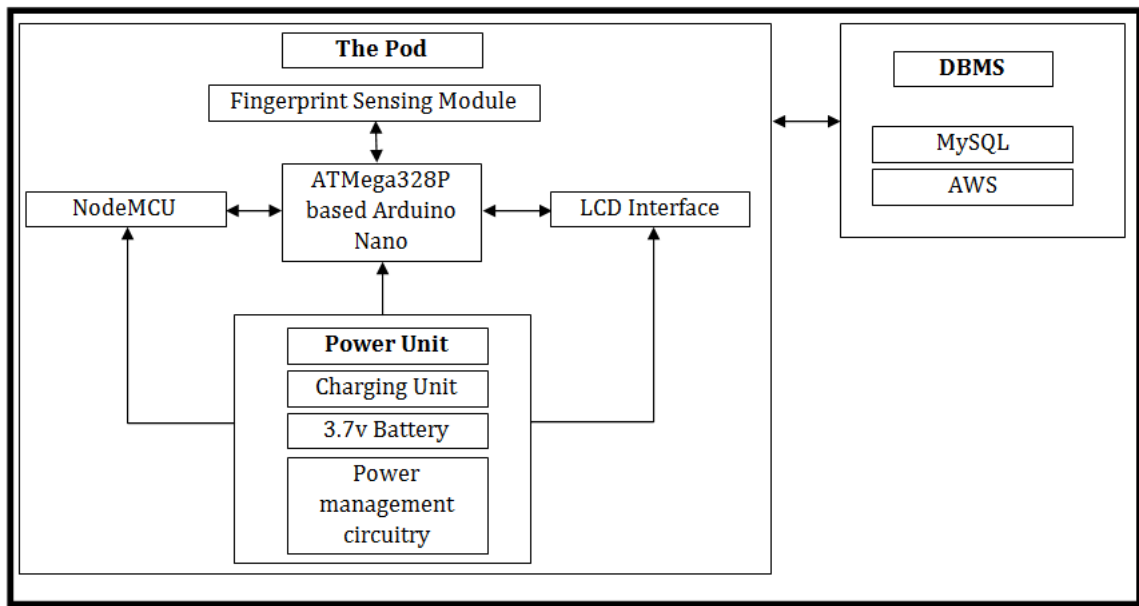 The Pod
Fingerprint Sensing Module
ATMega328P
based Arduino
Nano
NodeMCU
LCD Interface
Power Unit
Charging Unit
3.7v Battery
Power
management
circuitry
DBMS
MySQL
AWS